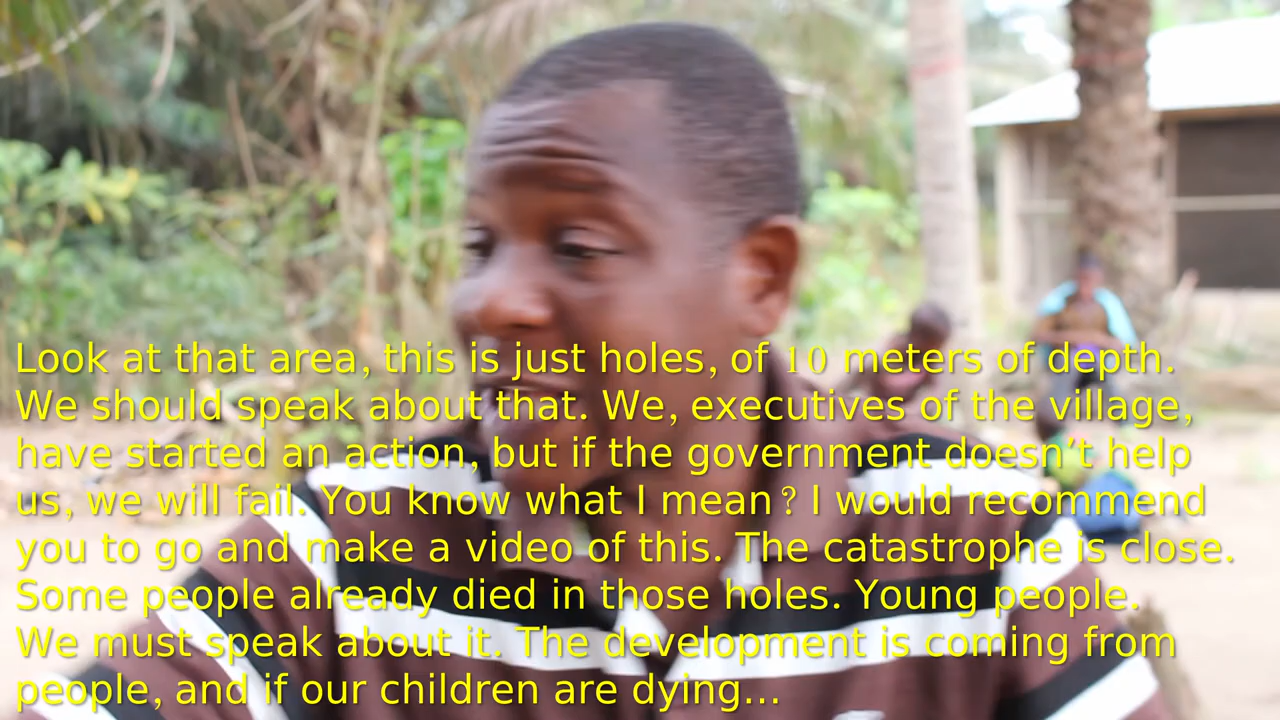 Look at that area, this is just holes, of 10 meters of depth.
We should speak about that. We, executives of the village,
have started an action, but if the government doesn't help
us, we will fail. You know what I mean? I would recommend
you to go and make a video of this. The catastrophe is close.
Some people already died in those holes. Young people.
We must speak about it. The development is coming from
people, and if our children are dying...